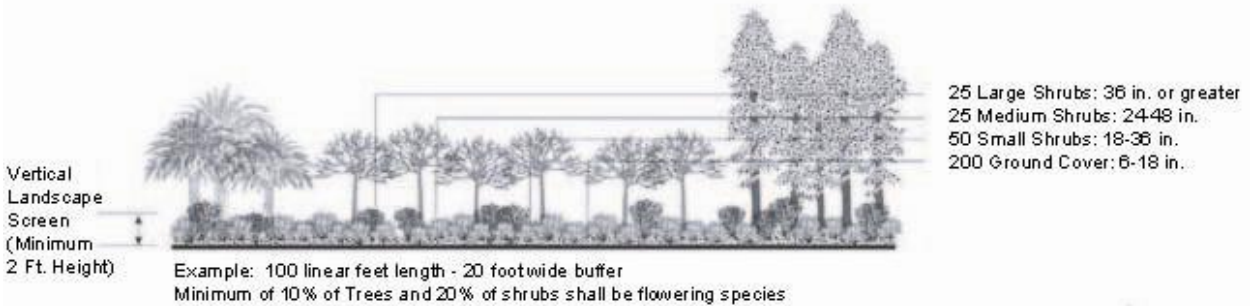 25 Large Shrubs: 36 in. or greater
25 Medium Shrubs: 24-48 in.
50 Small Shrubs: 18-36 in.
200 Ground Cover: 6-18 in.
Vertical
Landscape
Screen
(Minimum
2 Ft. Height)
Example: 100 linear feet length - 20 foot wide buffer
Minimum of 10% of Trees and 20% of shrubs shall be flowering species